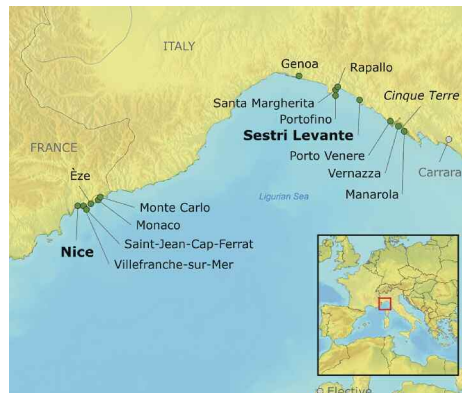 ITALY
Genoa
Rapallo
Santa Margherita
Cinque Terre
Portofino
Sestri Levante
FRANCE
Porto Venere
Vernazza
Carrara
Èze
Manarola
Monte Carlo
Ligurian Sea
Monaco
Saint-Jean-Cap-Ferrat
Nice
Villefranche-sur-Mer
Elective